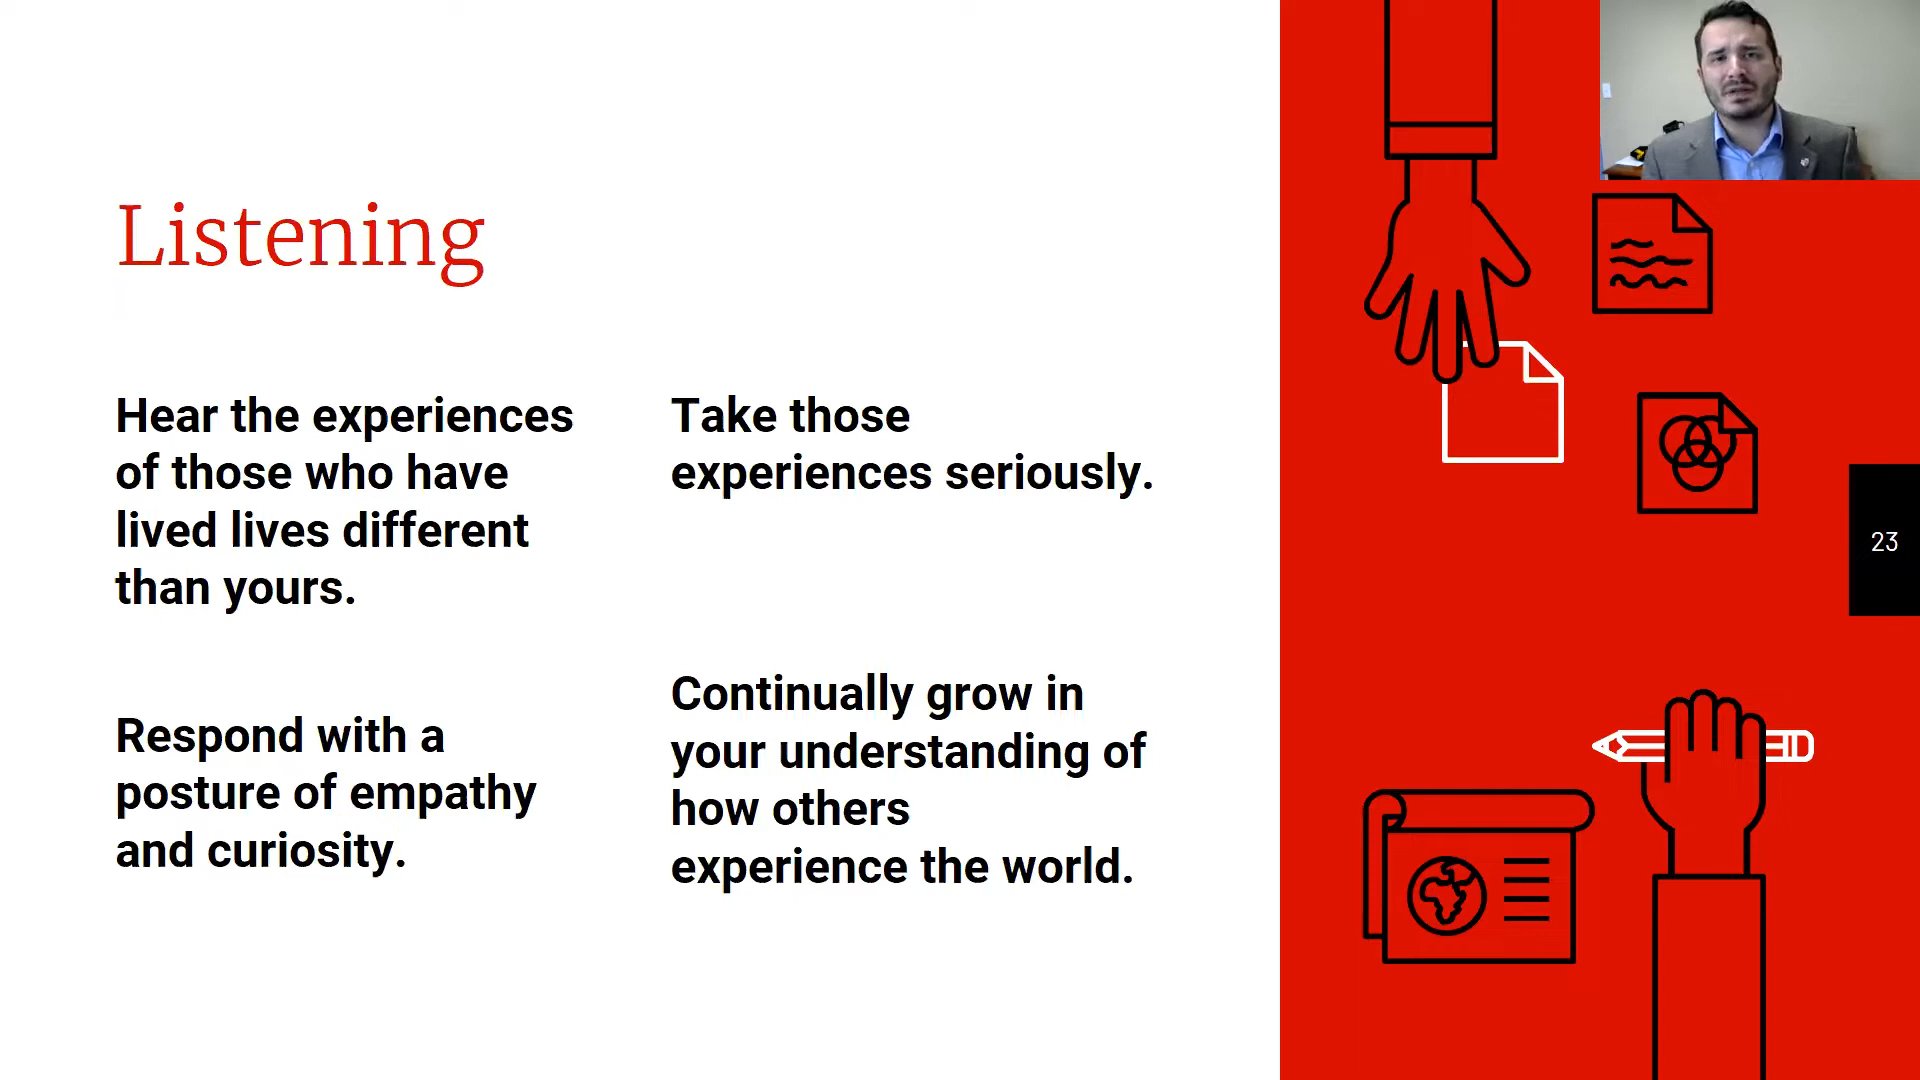 Listening
Hear the experiences
of those who have
lived lives different
than yours.
Take those
experiences seriously.
Respond with a
posture of empathy
and curiosity.
Continually grow in
your understanding of
how others
experience the world.
23